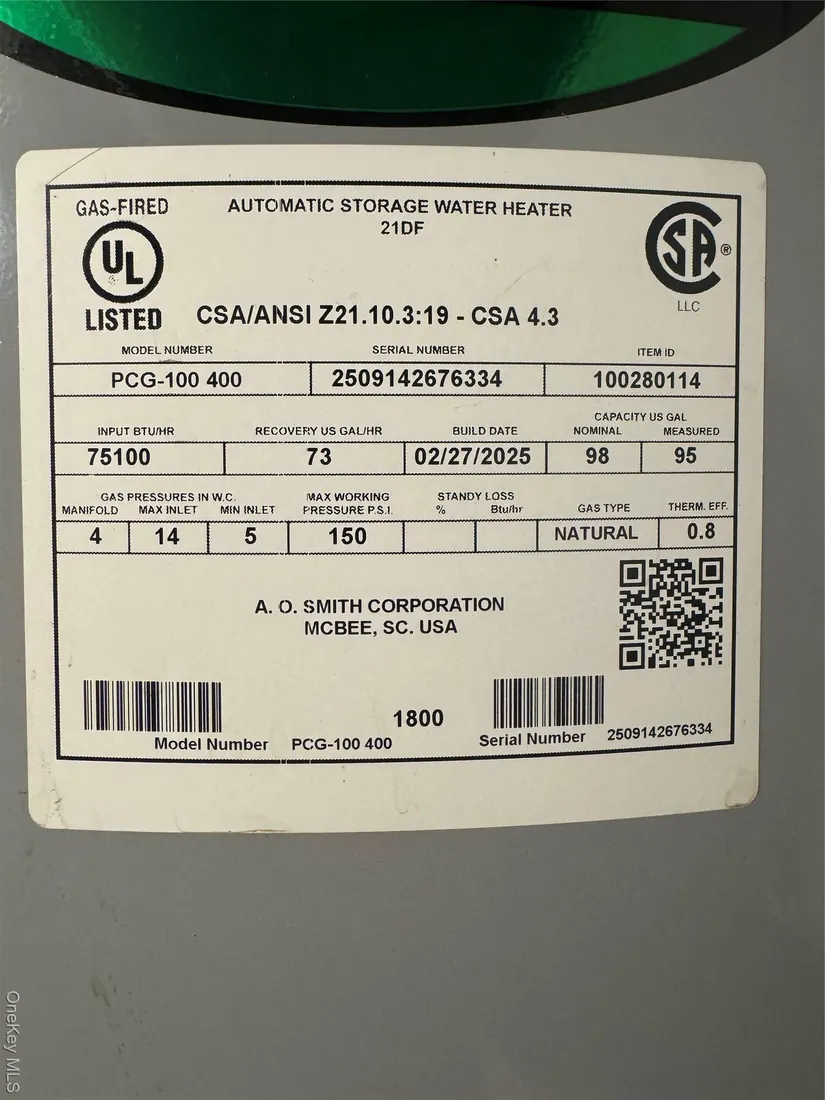 GAS-FIRED
AUTOMATIC STORAGE WATER HEATER
21DF
UL
LISTED
SA ®
LLC
CSA/ANSI Z21.10.3:19 - CSA 4.3
MODEL NUMBER SERIAL NUMBER ITEM ID
PCG-100 400 2509142676334 100280114
CAPACITY US GAL
INPUT BTU/HR RECOVERY US GAL/HR BUILD DATE NOMINAL MEASURED
75100 73 02/27/2025 98 95
GAS PRESSURES IN W.C. MAX WORKING STANDY LOSS
MANIFOLD MAX INLET MIN INLET PRESSURE P.S.I. % Btu/hr GAS TYPE THERM. EFF.
4 14 5 150 NATURAL 0.8
A. O. SMITH CORPORATION
MCBEE, SC. USA
1800
Model Number PCG-100 400 Serial Number 2509142676334
OneKey MLS